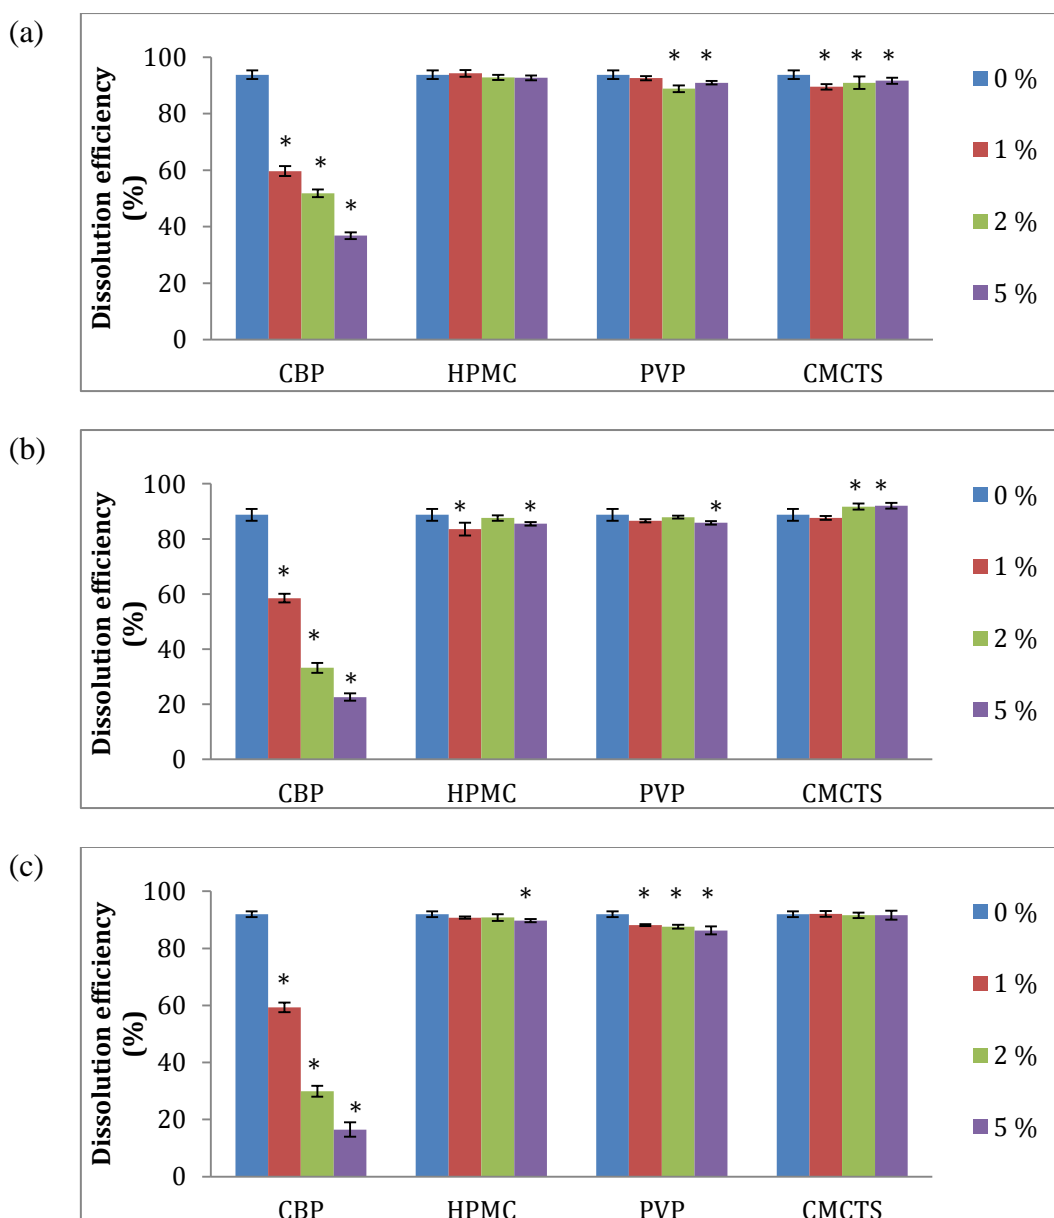 (a)
Dissolution efficiency
(%)
100
80
60
40
20
0
* * *
* *
* * *
CBP HPMC PVP CMCTS
0 %
1 %
2 %
5 %
(b)
Dissolution efficiency
(%)
100
80
60
40
20
0
* * *
* *
*
* *
CBP HPMC PVP CMCTS
0 %
1 %
2 %
5 %
(c)
Dissolution efficiency
(%)
100
80
60
40
20
0
* * *
*
* * *
CBP HPMC PVP CMCTS
0 %
1 %
2 %
5 %